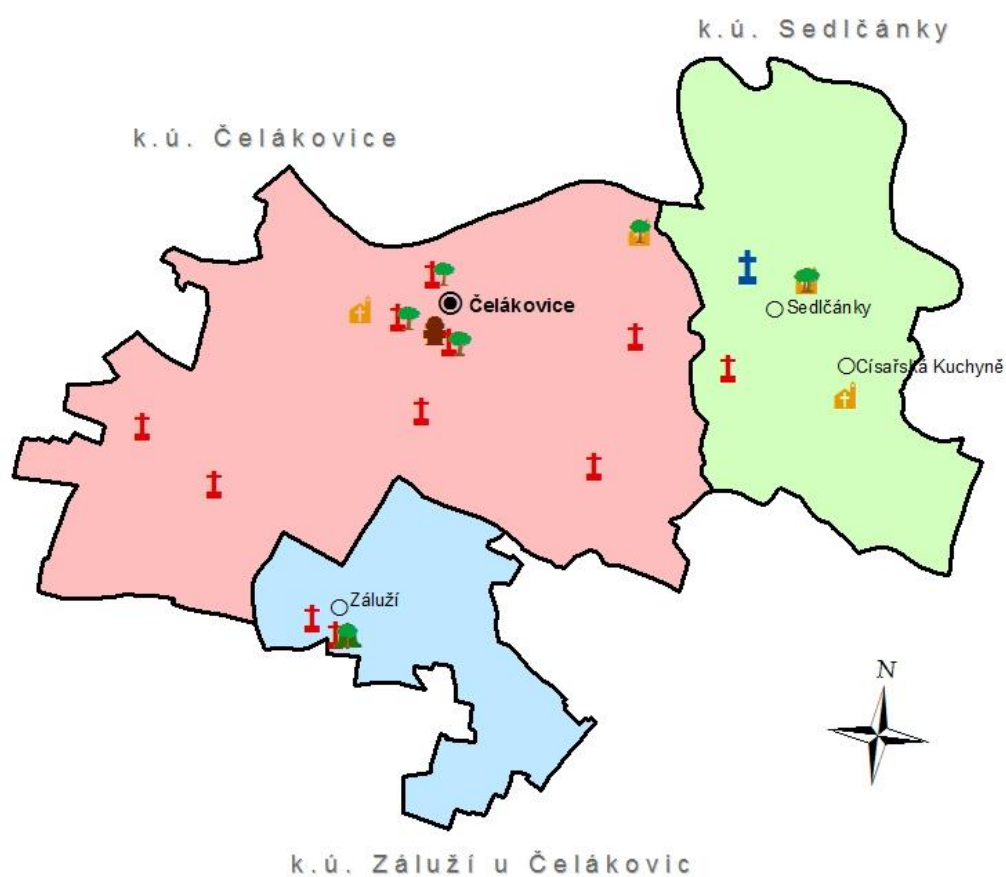 k.ú. Sedlčánky
k.ú. Čelákovice
Čelákovice
Sedlčánky
Císařská Kuchyně
Záluží
N
k.ú. Záluží u Čelákovic